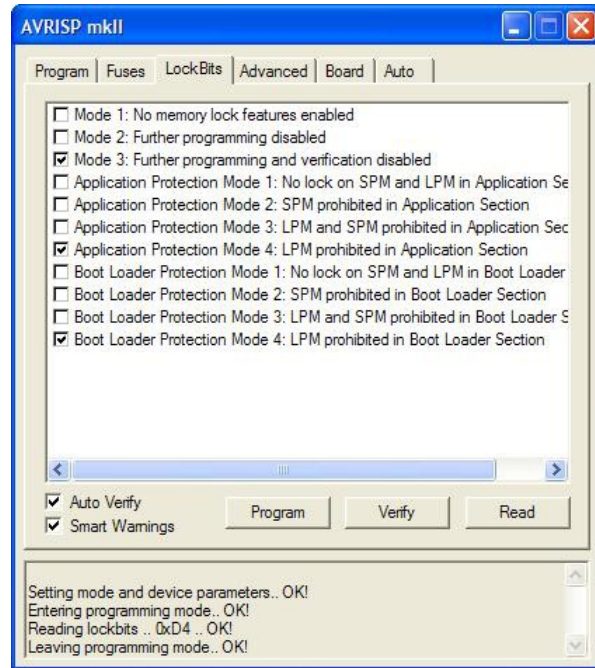 AVRISP mkII
Program Fuses LockBits Advanced Board Auto
Mode 1: No memory lock features enabled
Mode 2: Further programming disabled
Mode 3: Further programming and verification disabled
Application Protection Mode 1: No lock on SPM and LPM in Application Se
Application Protection Mode 2: SPM prohibited in Application Section
Application Protection Mode 3: LPM and SPM prohibited in Application Sec
Application Protection Mode 4: LPM prohibited in Application Section
Boot Loader Protection Mode 1: No lock on SPM and LPM in Boot Loader
Boot Loader Protection Mode 2: SPM prohibited in Boot Loader Section
Boot Loader Protection Mode 3: LPM and SPM prohibited in Boot Loader S
Boot Loader Protection Mode 4: LPM prohibited in Boot Loader Section
Auto Verify
Smart Warnings
Program Verify Read
Setting mode and device parameters.. OK!
Entering programming mode.. OK!
Reading lockbits .. 0xD4 .. OK!
Leaving programming mode.. OK!